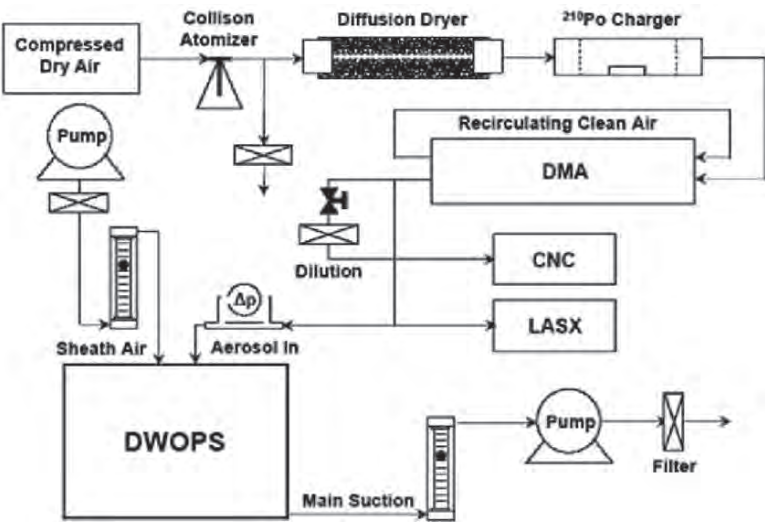 Compressed
Dry Air
Collison
Atomizer
Diffusion Dryer
²¹⁰Po Charger
Pump
Recirculating Clean Air
DMA
Dilution
CNC
LASX
Δp
Sheath Air
Aerosol In
DWOPS
Main Suction
Pump
Filter